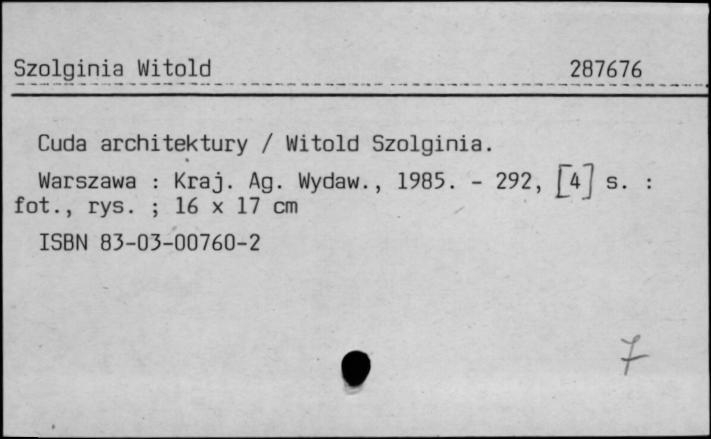 Szolginia Witold 287676
Cuda architektury / Witold Szolginia.
Warszawa : Kraj. Ag. Wydaw., 1985. - 292, [4] s. :
fot., rys. ; 16 x 17 cm
ISBN 83-03-00760-2
7